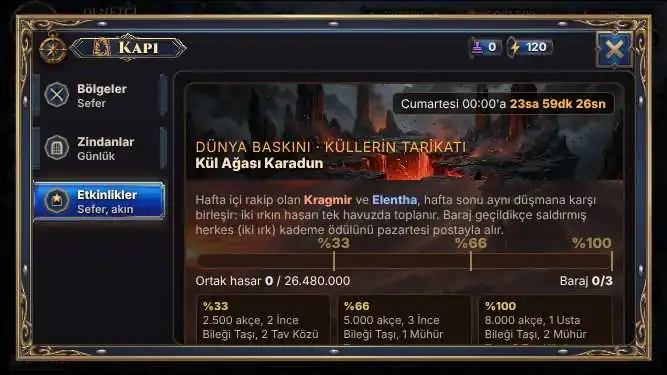 KAPI
0
120
Bölgeler
Sefer
Zindanlar
Günlük
Etkinlikler
Sefer, akın
Cumartesi 00:00'a 23sa 59dk 26sn
DÜNYA BASKINI · KÜLLERİN TARİKATI
Kül Ağası Karadun
Hafta içi rakip olan Kragmir ve Elentha, hafta sonu aynı düşmana karşı
birleşir: iki ırkın hasarı tek havuzda toplanır. Baraj geçildikçe saldırmış
herkes (iki ırk) kademe ödülünü pazartesi postayla alır.
%33 %66 %100
Ortak hasar 0 / 26.480.000 Baraj 0/3
%33
2.500 akçe, 2 İnce
Bileği Taşı, 2 Tav Közü
%66
5.000 akçe, 3 İnce
Bileği Taşı, 1 Mühür
%100
8.000 akçe, 1 Usta
Bileği Taşı, 2 Mühür